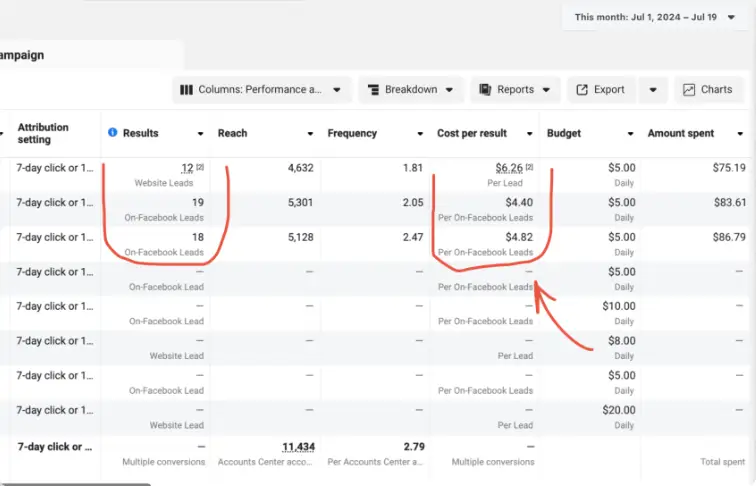 This month: Jul 1, 2024 – Jul 19
ampaign
Columns: Performance a... Breakdown Reports Export Charts
Attribution setting Results Reach Frequency Cost per result Budget Amount spent
7-day click or 1... 12 [2] 4,632 1.81 $6.26 [2] $5.00 $75.19
Website Leads Per Lead Daily
7-day click or 1... 19 5,301 2.05 $4.40 $5.00 $83.61
On-Facebook Leads Per On-Facebook Leads Daily
7-day click or 1... 18 5,128 2.47 $4.82 $5.00 $86.79
On-Facebook Leads Per On-Facebook Leads Daily
7-day click or 1... — — — — $5.00 —
On-Facebook Lead Per On-Facebook Leads Daily
7-day click or 1... — — — — $10.00 —
On-Facebook Lead Per On-Facebook Leads Daily
7-day click or 1... — — — — $8.00 —
Website Lead Per Lead Daily
7-day click or 1... — — — — $5.00 —
On-Facebook Lead Per On-Facebook Leads Daily
7-day click or 1... — — — — $20.00 —
Website Lead Per Lead Daily
7-day click or ... — 11,434 2.79 —
Multiple conversions Accounts Center acco... Per Accounts Center a... Multiple conversions Total spent